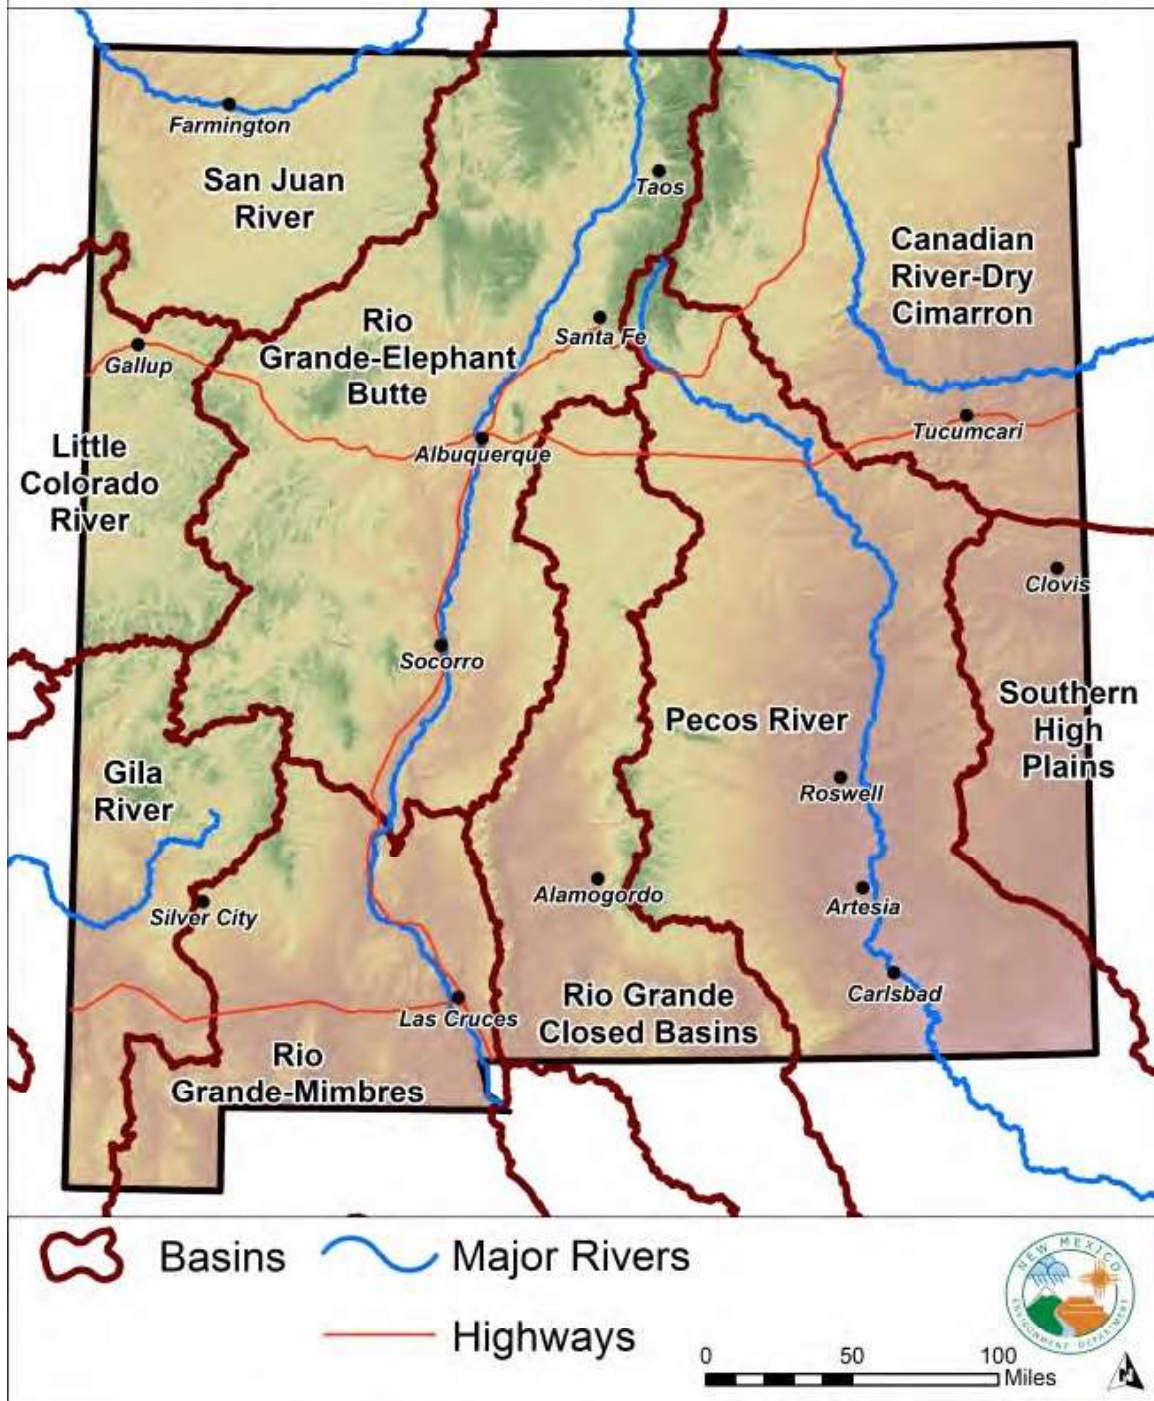 Farmington
San Juan
River
Taos
Canadian
River-Dry
Cimarron
Rio
Grande-Elephant
Butte
Santa Fe
Gallup
Little
Colorado
River
Albuquerque
Tucumcari
Clovis
Socorro
Pecos River
Southern
High
Plains
Gila
River
Roswell
Alamogordo
Artesia
Silver City
Carlsbad
Rio Grande
Closed Basins
Las Cruces
Rio
Grande-Mimbres
Basins
Major Rivers
Highways
NEW MEXICO
ENVIRONMENT DEPARTMENT
0 50 100
Miles
N